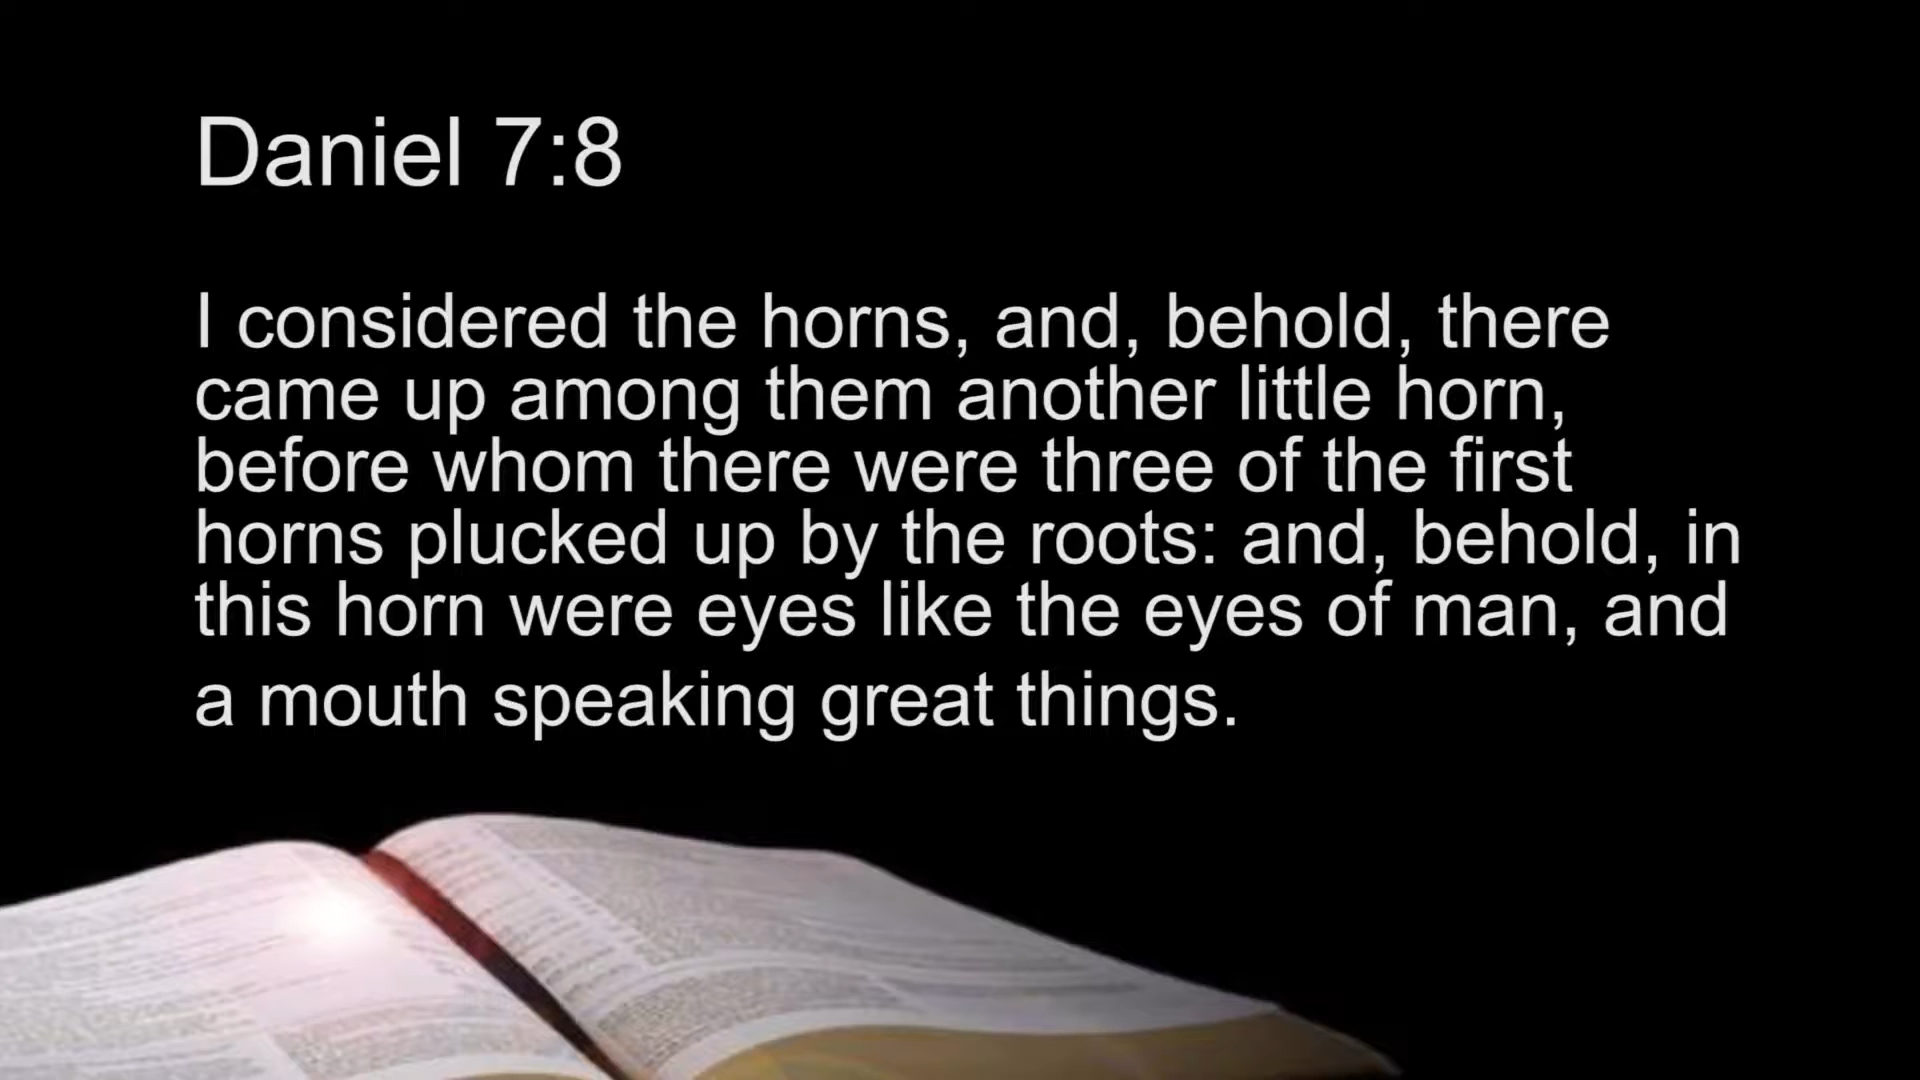 Daniel 7:8
I considered the horns, and, behold, there
came up among them another little horn,
before whom there were three of the first
horns plucked up by the roots: and, behold, in
this horn were eyes like the eyes of man, and
a mouth speaking great things.